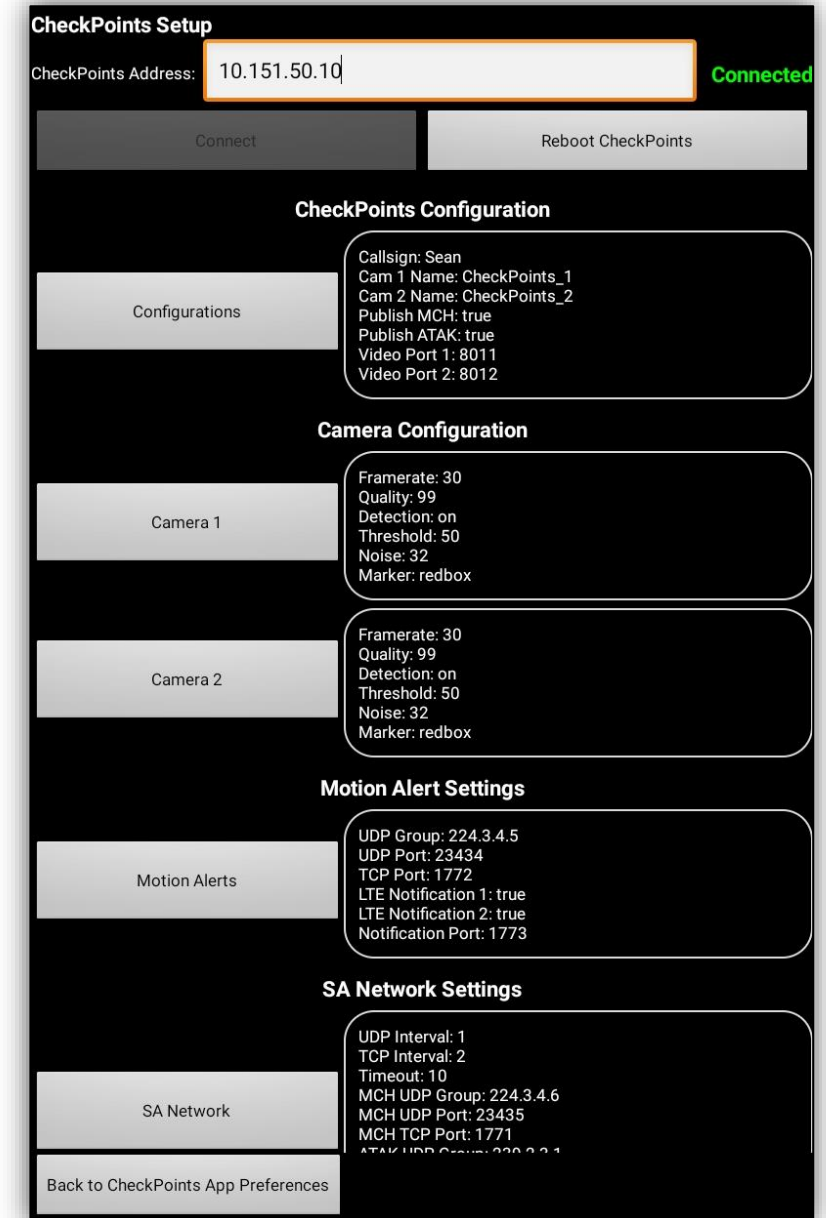 CheckPoints Setup
CheckPoints Address: 10.151.50.10 Connected
Connect Reboot CheckPoints
CheckPoints Configuration
Configurations
Callsign: Sean
Cam 1 Name: CheckPoints_1
Cam 2 Name: CheckPoints_2
Publish MCH: true
Publish ATAK: true
Video Port 1: 8011
Video Port 2: 8012
Camera Configuration
Camera 1
Framerate: 30
Quality: 99
Detection: on
Threshold: 50
Noise: 32
Marker: redbox
Camera 2
Framerate: 30
Quality: 99
Detection: on
Threshold: 50
Noise: 32
Marker: redbox
Motion Alert Settings
Motion Alerts
UDP Group: 224.3.4.5
UDP Port: 23434
TCP Port: 1772
LTE Notification 1: true
LTE Notification 2: true
Notification Port: 1773
SA Network Settings
SA Network
UDP Interval: 1
TCP Interval: 2
Timeout: 10
MCH UDP Group: 224.3.4.6
MCH UDP Port: 23435
MCH TCP Port: 1771
ATAK UDP Group:
Back to CheckPoints App Preferences